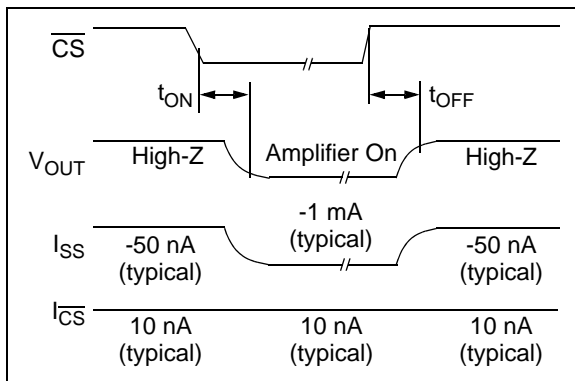 CS
tON
tOFF
VOUT
High-Z
Amplifier On
High-Z
ISS
-50 nA
(typical)
-1 mA
(typical)
-50 nA
(typical)
ICS
10 nA
(typical)
10 nA
(typical)
10 nA
(typical)